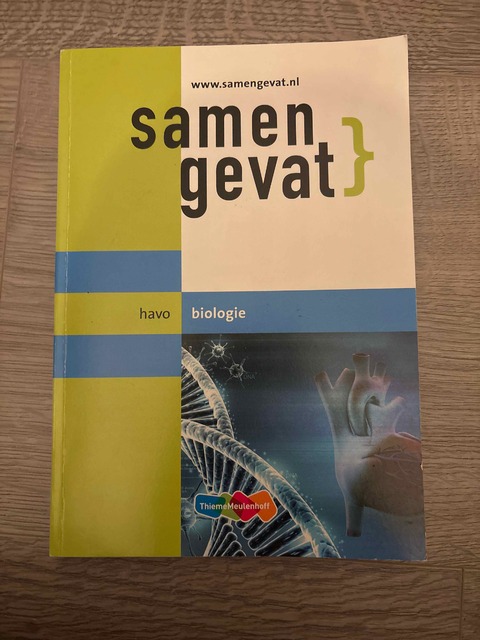 www.samengevat.nl
samen
gevat}
havo biologie
ThiemeMeulenhoff